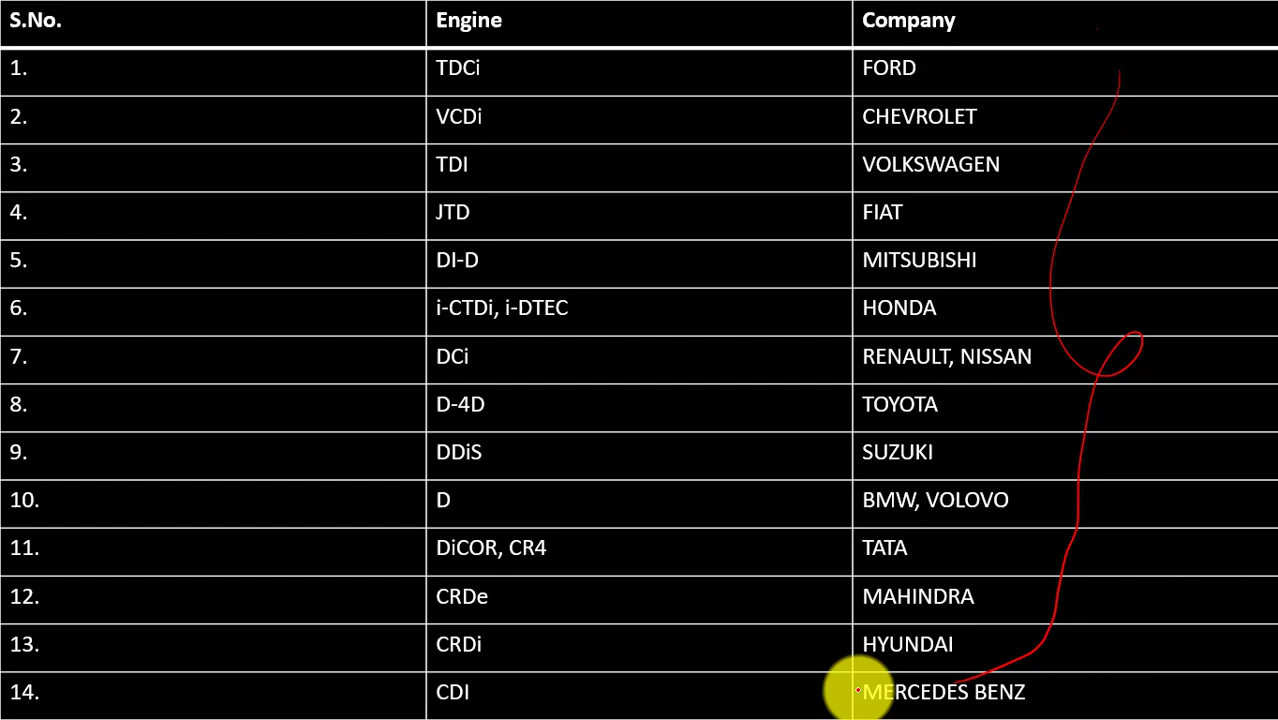 S.No. Engine Company
1. TDCi FORD
2. VCDi CHEVROLET
3. TDI VOLKSWAGEN
4. JTD FIAT
5. DI-D MITSUBISHI
6. i-CTDi, i-DTEC HONDA
7. DCi RENAULT, NISSAN
8. D-4D TOYOTA
9. DDiS SUZUKI
10. D BMW, VOLOVO
11. DiCOR, CR4 TATA
12. CRDe MAHINDRA
13. CRDi HYUNDAI
14. CDI MERCEDES BENZ